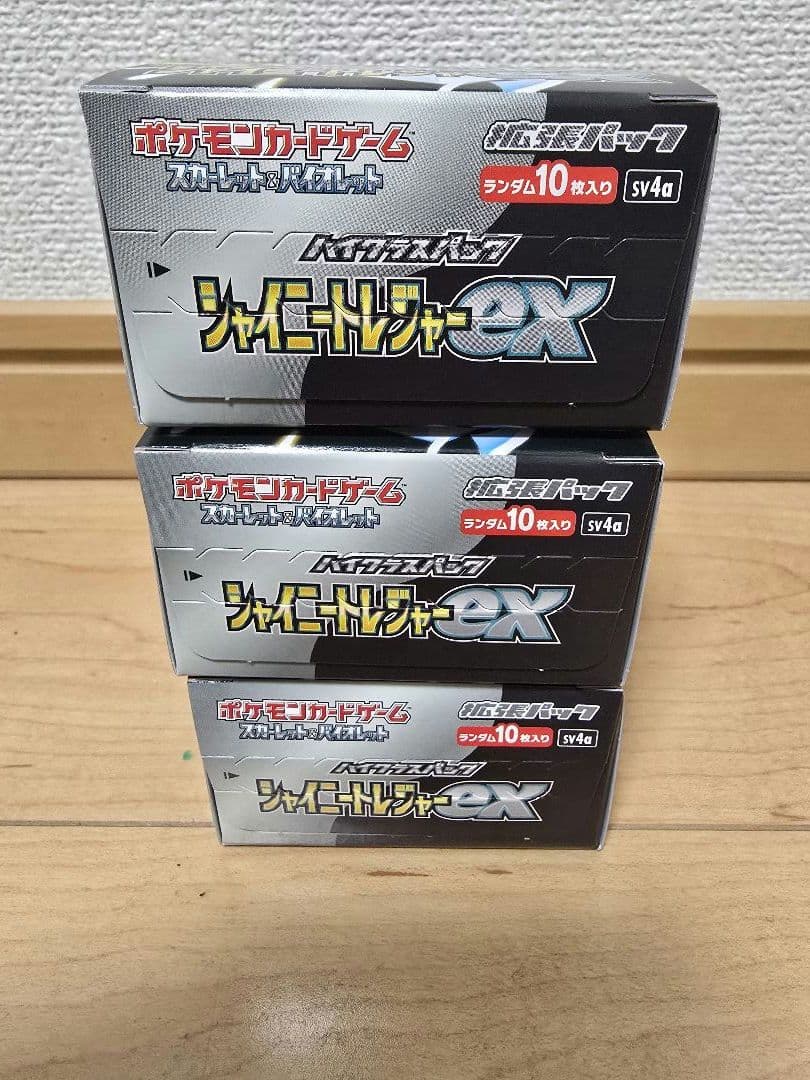 ポケモンカードゲーム
スカーレット&バイオレット
拡張パック
ランダム10枚入り sv4a
ハイクラスパック
シャイニートレジャーex
ポケモンカードゲーム
スカーレット&バイオレット
拡張パック
ランダム10枚入り sv4a
ハイクラスパック
シャイニートレジャーex
ポケモンカードゲーム
スカーレット&バイオレット
拡張パック
ランダム10枚入り sv4a
ハイクラスパック
シャイニートレジャーex